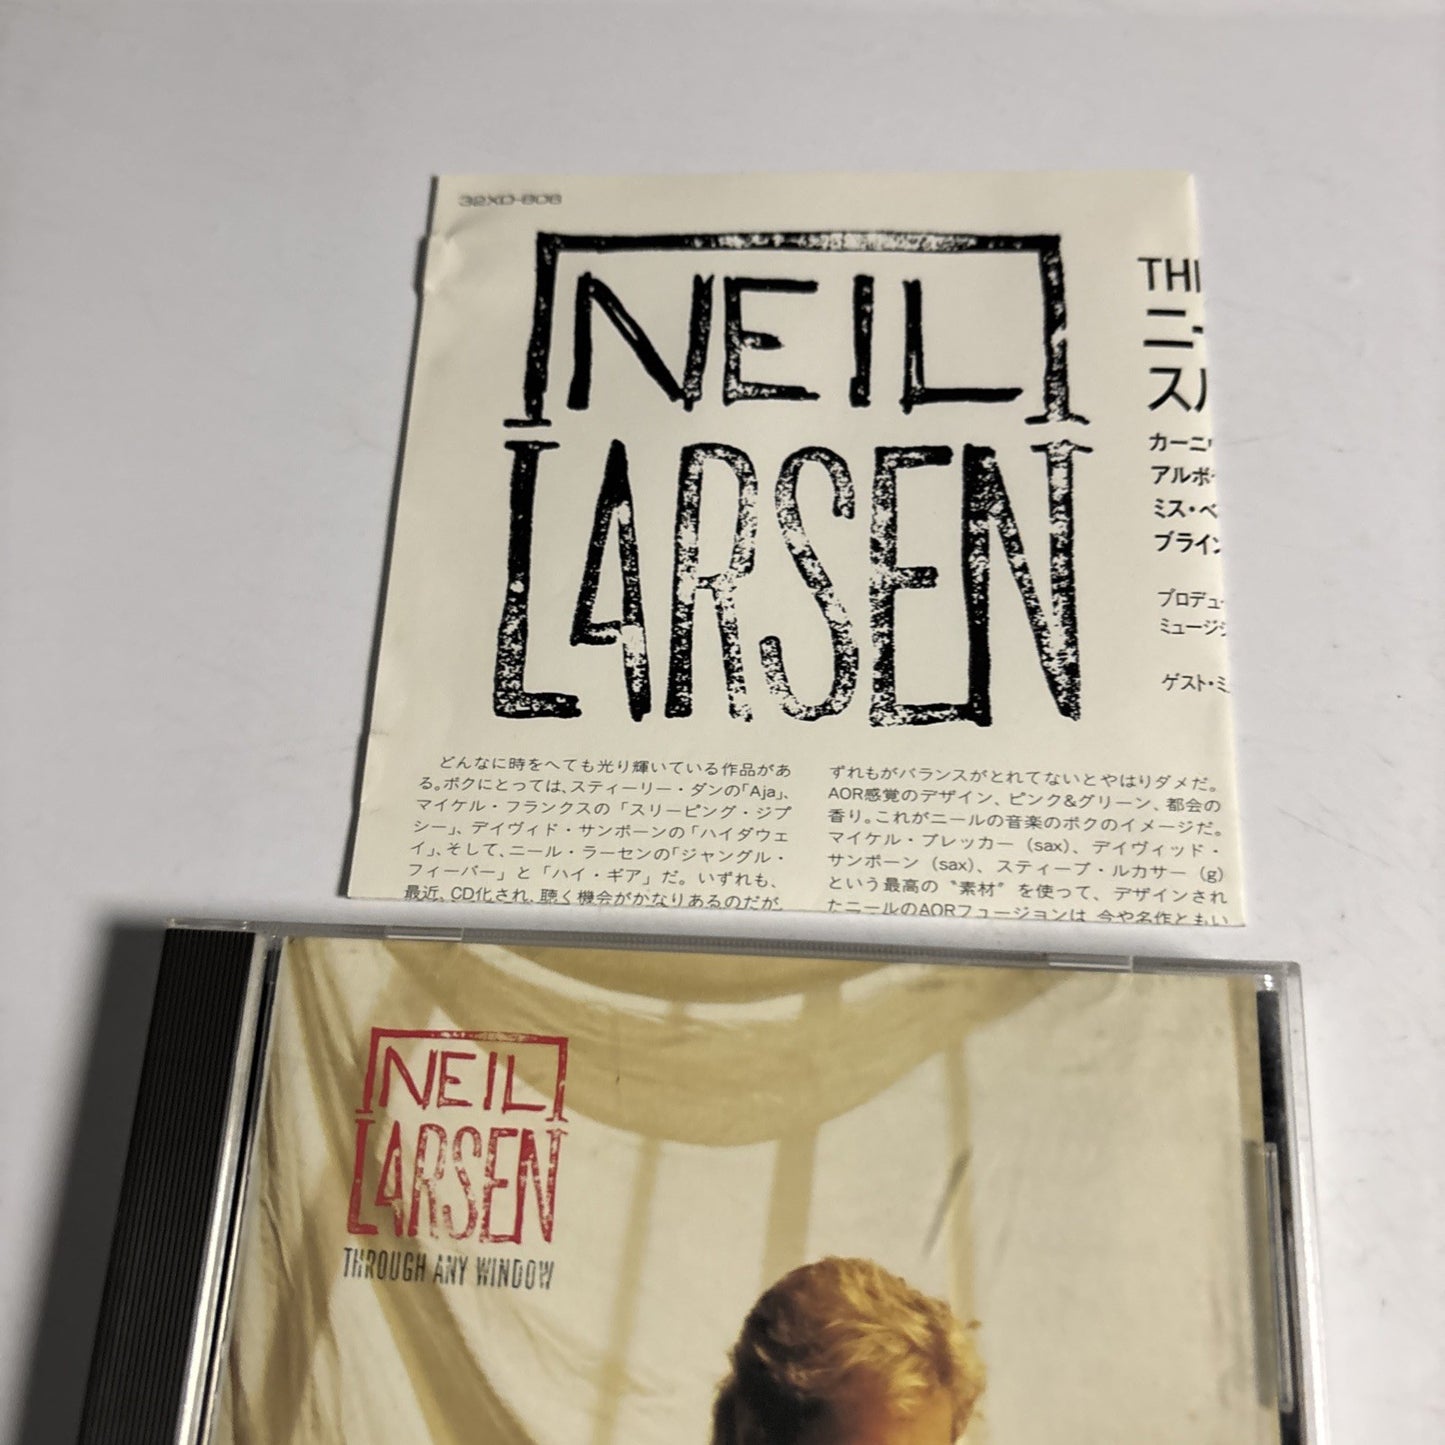 32XD-806
NEIL
LARSEN
THI
ニ
スル
カーニ
アルボ
ミス・ベ
ブライン
プロデュ
ミュージシ
ゲスト・ミ
どんなに時をへても光り輝いている作品があ
る。ボクにとっては、スティーリー・ダンの「Aja」、
マイケル・フランクスの「スリーピング・ジプ
シー」、デイヴィド・サンボーンの「ハイダウェ
イ」、そして、ニール・ラーセンの「ジャングル・
フィーバー」と「ハイ・ギア」だ。いずれも、
最近、CD化され、聴く機会がかなりあるのだが、
ずれもがバランスがとれてないとやはりダメだ。
AOR感覚のデザイン、ピンク&グリーン、都会の
香り。これがニールの音楽のボクのイメージだ。
マイケル・ブレッカー (sax)、デイヴィッド・
サンボーン (sax)、スティーブ・ルカサー (g)
という最高の〝素材〟を使って、デザインされ
たニールのAORフュージョンは、今や名作ともい
NEIL
LARSEN
THROUGH ANY WINDOW